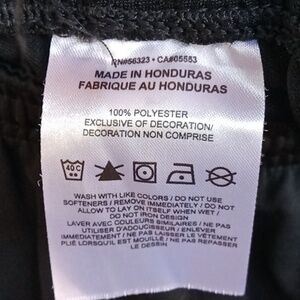 RN#56323 • CA#05553
MADE IN HONDURAS
FABRIQUE AU HONDURAS
100% POLYESTER
EXCLUSIVE OF DECORATION/
DECORATION NON COMPRISE
40C
WASH WITH LIKE COLORS / DO NOT USE
SOFTENERS / REMOVE IMMEDIATELY / DO NOT
ALLOW TO LAY ON ITSELF WHEN WET /
DO NOT IRON DESIGN
LAVER AVEC COULEURS SIMILAIRES / NE PAS
UTILISER D'ADOUCISSEUR / ENLEVER
IMMEDIATEMENT / NE PAS LAISSER LE VÊTEMENT
PLIÉ LORSQU'IL EST MOUILLÉ / NE PAS REPASSER
LE DESSIN